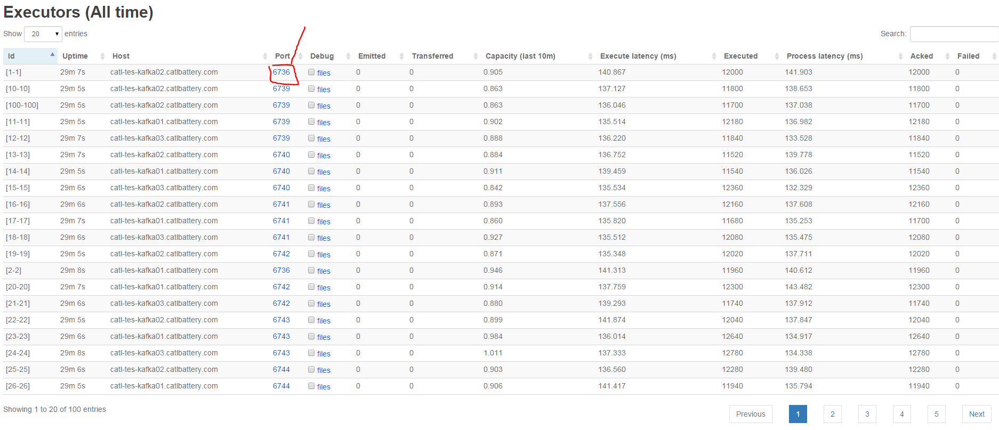 Executors (All time)
Show 20 entries Search:
Id Uptime Host Port Debug Emitted Transferred Capacity (last 10m) Execute latency (ms) Executed Process latency (ms) Acked Failed
[1-1] 29m 7s catl-tes-kafka02.catlbattery.com 6736 files 0 0 0.905 140.867 12000 141.903 12000 0
[10-10] 29m 5s catl-tes-kafka02.catlbattery.com 6739 files 0 0 0.863 137.127 11800 138.653 11800 0
[100-100] 29m 5s catl-tes-kafka02.catlbattery.com 6739 files 0 0 0.863 136.046 11700 137.038 11700 0
[11-11] 29m 5s catl-tes-kafka01.catlbattery.com 6739 files 0 0 0.902 135.514 12180 136.982 12180 0
[12-12] 29m 7s catl-tes-kafka03.catlbattery.com 6739 files 0 0 0.888 136.220 11840 133.528 11840 0
[13-13] 29m 7s catl-tes-kafka02.catlbattery.com 6740 files 0 0 0.884 136.752 11520 139.778 11520 0
[14-14] 29m 5s catl-tes-kafka01.catlbattery.com 6740 files 0 0 0.911 139.459 11540 136.026 11540 0
[15-15] 29m 6s catl-tes-kafka03.catlbattery.com 6740 files 0 0 0.842 135.534 12360 132.329 12360 0
[16-16] 29m 6s catl-tes-kafka02.catlbattery.com 6741 files 0 0 0.893 137.556 12160 137.608 12160 0
[17-17] 29m 7s catl-tes-kafka01.catlbattery.com 6741 files 0 0 0.860 135.820 11680 135.253 11700 0
[18-18] 29m 6s catl-tes-kafka03.catlbattery.com 6741 files 0 0 0.927 135.512 12080 135.475 12080 0
[19-19] 29m 5s catl-tes-kafka02.catlbattery.com 6742 files 0 0 0.871 135.348 12020 137.711 12020 0
[2-2] 29m 8s catl-tes-kafka01.catlbattery.com 6736 files 0 0 0.946 141.313 11960 140.612 11960 0
[20-20] 29m 7s catl-tes-kafka01.catlbattery.com 6742 files 0 0 0.914 137.759 12300 143.482 12300 0
[21-21] 29m 6s catl-tes-kafka03.catlbattery.com 6742 files 0 0 0.880 139.293 11740 137.912 11740 0
[22-22] 29m 5s catl-tes-kafka02.catlbattery.com 6743 files 0 0 0.899 141.874 12040 137.847 12040 0
[23-23] 29m 6s catl-tes-kafka01.catlbattery.com 6743 files 0 0 0.984 136.014 12640 134.917 12640 0
[24-24] 29m 8s catl-tes-kafka03.catlbattery.com 6743 files 0 0 1.011 137.333 12780 134.338 12780 0
[25-25] 29m 6s catl-tes-kafka02.catlbattery.com 6744 files 0 0 0.903 136.560 12280 139.480 12280 0
[26-26] 29m 5s catl-tes-kafka01.catlbattery.com 6744 files 0 0 0.906 141.417 11940 135.794 11940 0
Showing 1 to 20 of 100 entries Previous 1 2 3 4 5 Next